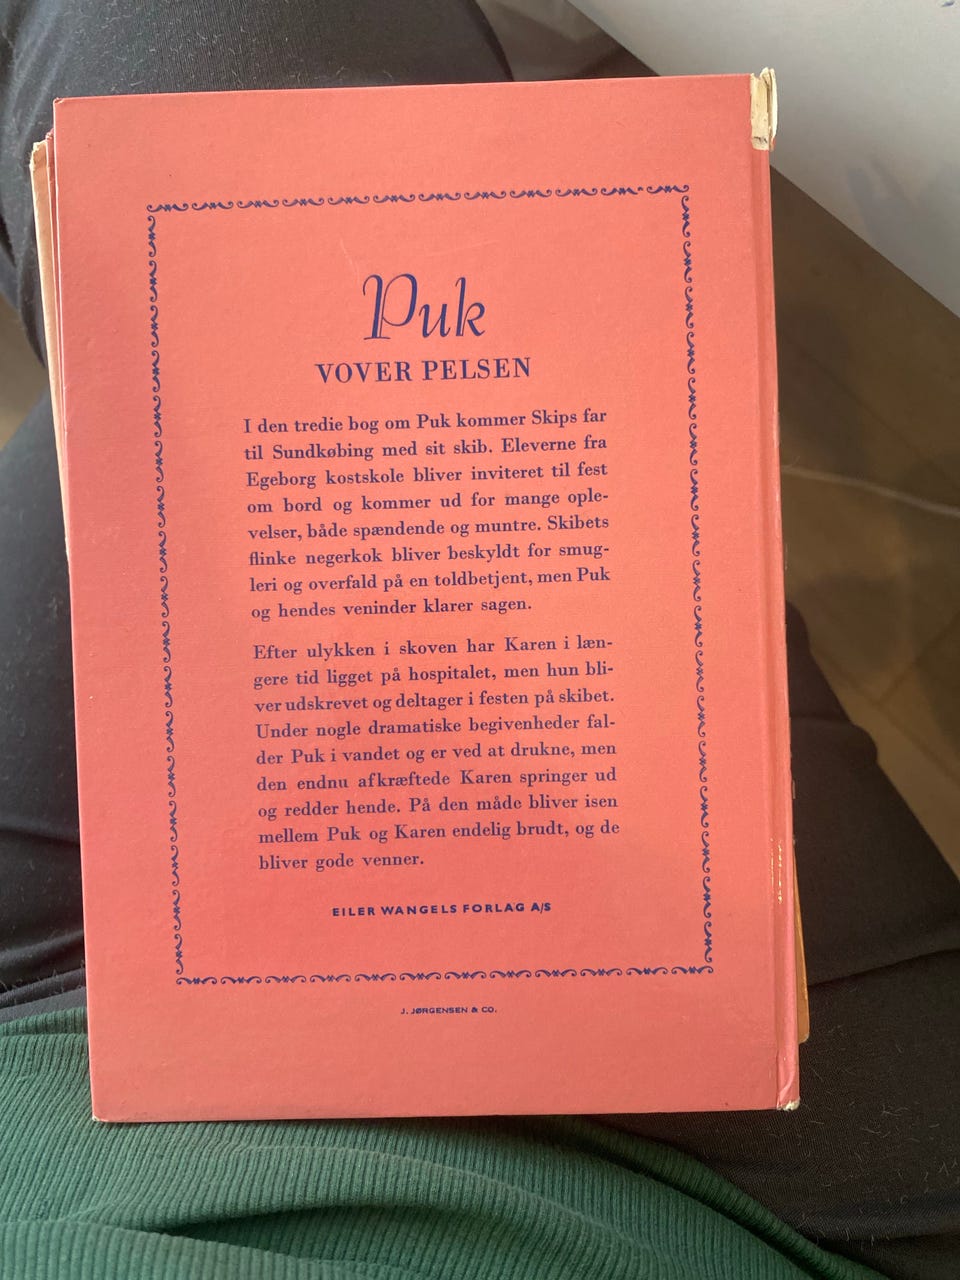 Puk
VOVER PELSEN
I den tredie bog om Puk kommer Skips far
til Sundkøbing med sit skib. Eleverne fra
Egeborg kostskole bliver inviteret til fest
om bord og kommer ud for mange ople-
velser, både spændende og muntre. Skibets
flinke negerkok bliver beskyldt for smug-
leri og overfald på en toldbetjent, men Puk
og hendes veninder klarer sagen.
Efter ulykken i skoven har Karen i læn-
gere tid ligget på hospitalet, men hun bli-
ver udskrevet og deltager i festen på skibet.
Under nogle dramatiske begivenheder fal-
der Puk i vandet og er ved at drukne, men
den endnu afkræftede Karen springer ud
og redder hende. På den måde bliver isen
mellem Puk og Karen endelig brudt, og de
bliver gode venner.
EILER WANGELS FORLAG A/S
J. JØRGENSEN & CO.